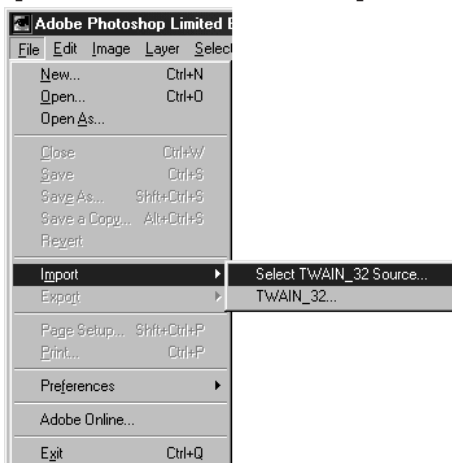 Adobe Photoshop Limited E
File Edit Image Layer Selec
New... Ctrl+N
Open... Ctrl+O
Open As...
Close Ctrl+W
Save Ctrl+S
Save As... Shft+Ctrl+S
Save a Copy... Alt+Ctrl+S
Revert
Import Select TWAIN_32 Source...
Export TWAIN_32...
Page Setup... Shft+Ctrl+P
Print... Ctrl+P
Preferences
Adobe Online...
Exit Ctrl+Q